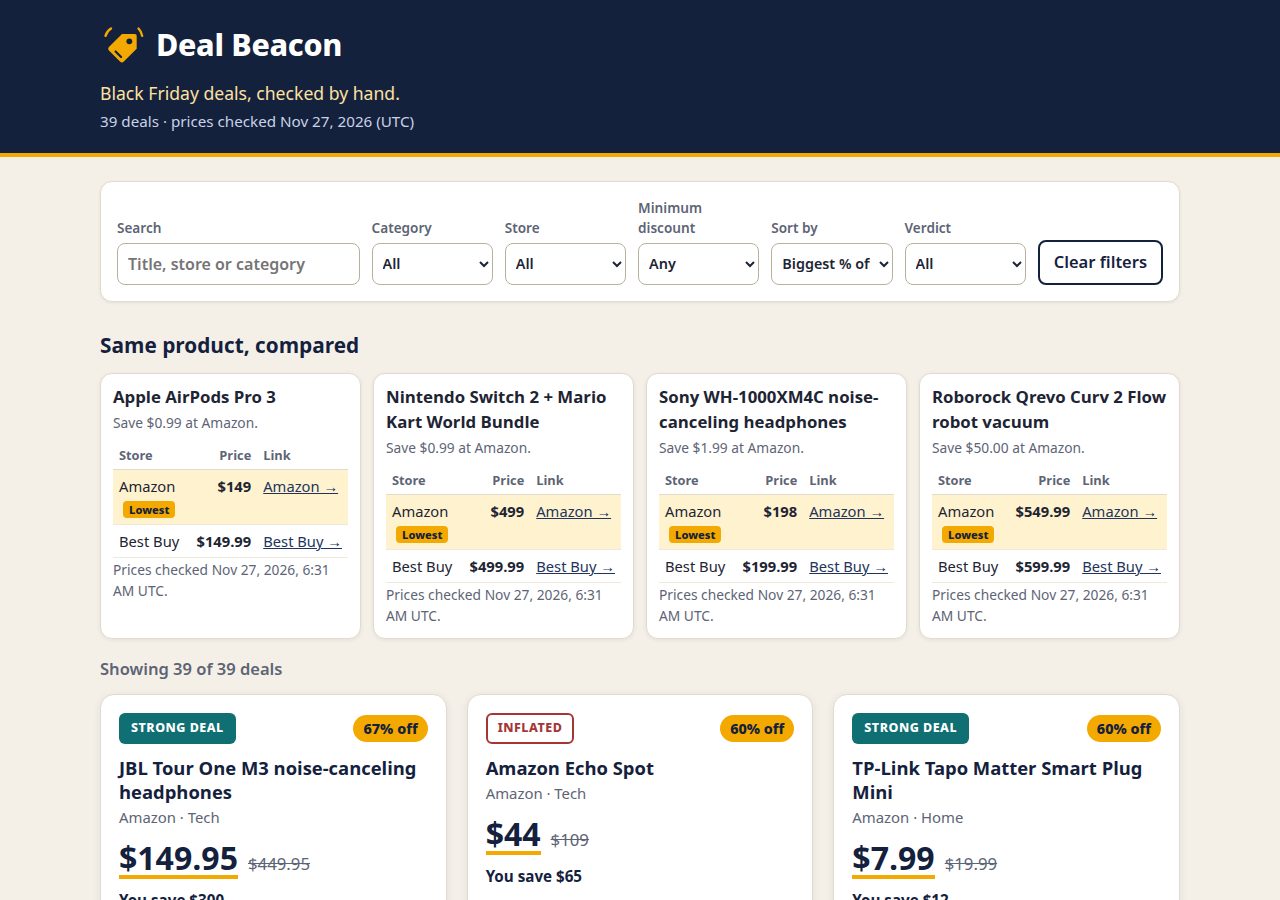 Deal Beacon
Black Friday deals, checked by hand.
39 deals · prices checked Nov 27, 2026 (UTC)
Search
Category
Store
Minimum
discount
Sort by
Verdict
Title, store or category
All
All
Any
Biggest % of
All
Clear filters
Same product, compared
Apple AirPods Pro 3
Save $0.99 at Amazon.
Store Price Link
Amazon $149 Amazon →
Lowest
Best Buy $149.99 Best Buy →
Prices checked Nov 27, 2026, 6:31
AM UTC.
Nintendo Switch 2 + Mario
Kart World Bundle
Save $0.99 at Amazon.
Store Price Link
Amazon $499 Amazon →
Lowest
Best Buy $499.99 Best Buy →
Prices checked Nov 27, 2026, 6:31
AM UTC.
Sony WH-1000XM4C noise-
canceling headphones
Save $1.99 at Amazon.
Store Price Link
Amazon $198 Amazon →
Lowest
Best Buy $199.99 Best Buy →
Prices checked Nov 27, 2026, 6:31
AM UTC.
Roborock Qrevo Curv 2 Flow
robot vacuum
Save $50.00 at Amazon.
Store Price Link
Amazon $549.99 Amazon →
Lowest
Best Buy $599.99 Best Buy →
Prices checked Nov 27, 2026, 6:31
AM UTC.
Showing 39 of 39 deals
STRONG DEAL 67% off
JBL Tour One M3 noise-canceling
headphones
Amazon · Tech
$149.95 $449.95
You save $300
INFLATED 60% off
Amazon Echo Spot
Amazon · Tech
$44 $109
You save $65
STRONG DEAL 60% off
TP-Link Tapo Matter Smart Plug
Mini
Amazon · Home
$7.99 $19.99
You save $12